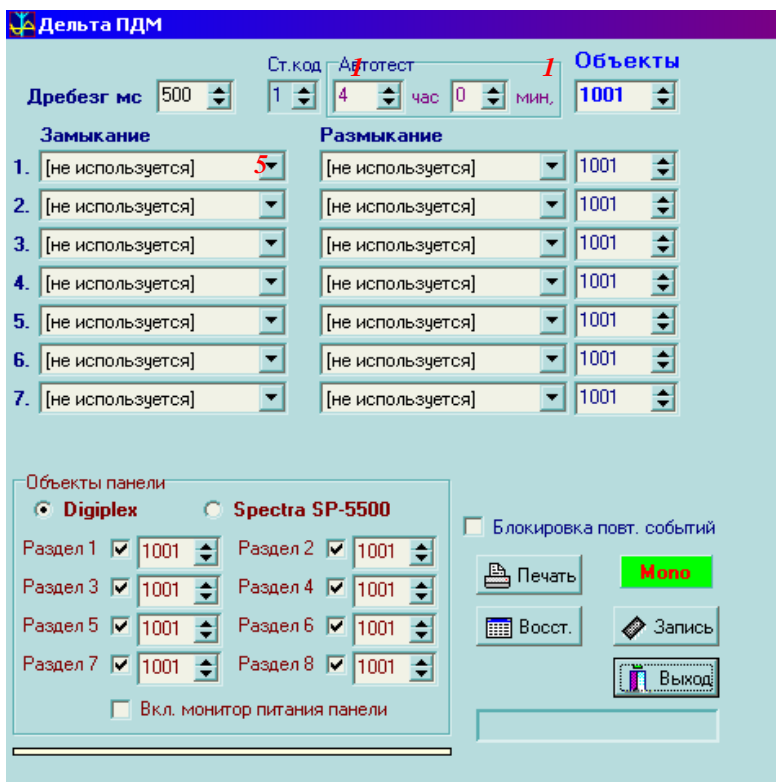 Дельта ПДМ
Ст.код Автотест 1 1 Объекты
Дребезг мс 500 1 4 час 0 мин, 1001
Замыкание Размыкание
1. [не используется] 5 [не используется] 1001
2. [не используется] [не используется] 1001
3. [не используется] [не используется] 1001
4. [не используется] [не используется] 1001
5. [не используется] [не используется] 1001
6. [не используется] [не используется] 1001
7. [не используется] [не используется] 1001
Объекты панели
Digiplex Spectra SP-5500
Блокировка повт. событий
Раздел 1 1001 Раздел 2 1001
Печать Mono
Раздел 3 1001 Раздел 4 1001
Раздел 5 1001 Раздел 6 1001
Восст. Запись
Раздел 7 1001 Раздел 8 1001
Выход
Вкл. монитор питания панели